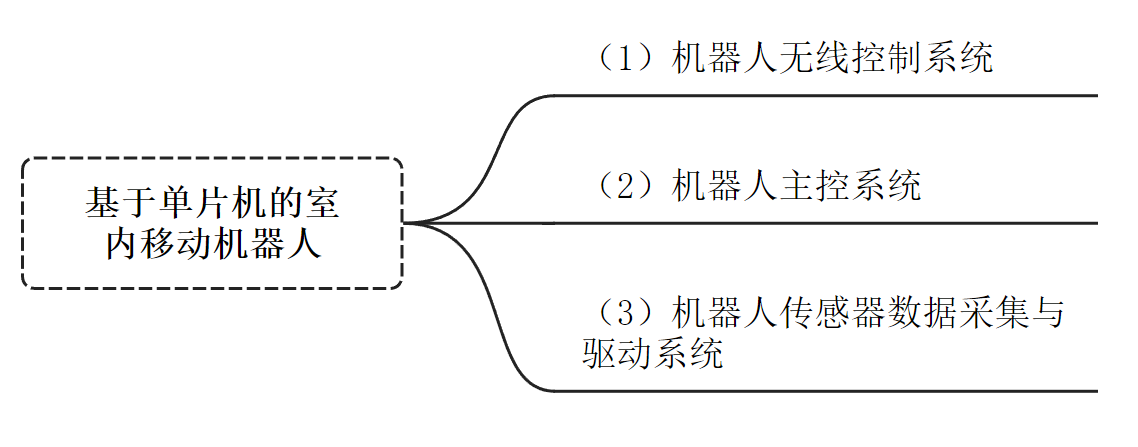 （1）机器人无线控制系统
基于单片机的室
内移动机器人
（2）机器人主控系统
（3）机器人传感器数据采集与
驱动系统